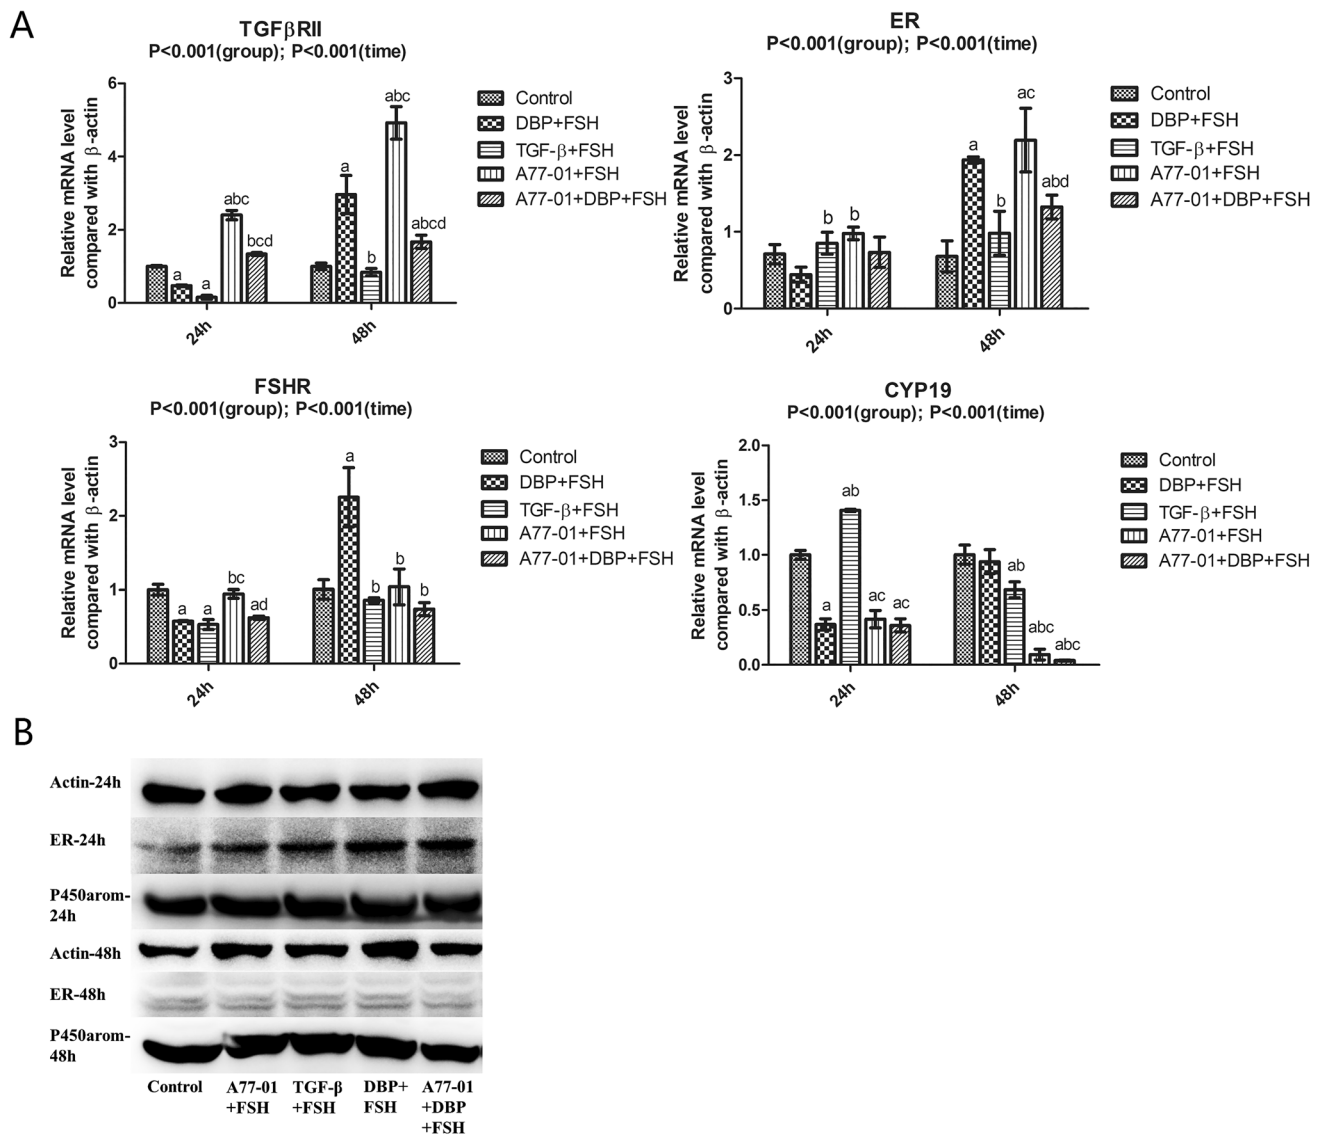 A
TGFβRII
P<0.001(group); P<0.001(time)
Relative mRNA level
compared with β-actin
6
4
2
0
a
a
abc
bcd
a
b
abc
abcd
24h
48h
Control
DBP+FSH
TGF-β+FSH
A77-01+FSH
A77-01+DBP+FSH
ER
P<0.001(group); P<0.001(time)
Relative mRNA level
compared with β-actin
3
2
1
0
b
b
a
b
ac
abd
24h
48h
Control
DBP+FSH
TGF-β+FSH
A77-01+FSH
A77-01+DBP+FSH
FSHR
P<0.001(group); P<0.001(time)
Relative mRNA level
compared with β-actin
3
2
1
0
a
a
bc
ad
a
b
b
b
24h
48h
Control
DBP+FSH
TGF-β+FSH
A77-01+FSH
A77-01+DBP+FSH
CYP19
P<0.001(group); P<0.001(time)
Relative mRNA level
compared with β-actin
2.0
1.5
1.0
0.5
0.0
a
ab
ac
ac
ab
abc
abc
24h
48h
Control
DBP+FSH
TGF-β+FSH
A77-01+FSH
A77-01+DBP+FSH
B
Actin-24h
ER-24h
P450arom-
24h
Actin-48h
ER-48h
P450arom-
48h
Control
A77-01
+FSH
TGF-β
+FSH
DBP+
FSH
A77-01
+DBP
+FSH